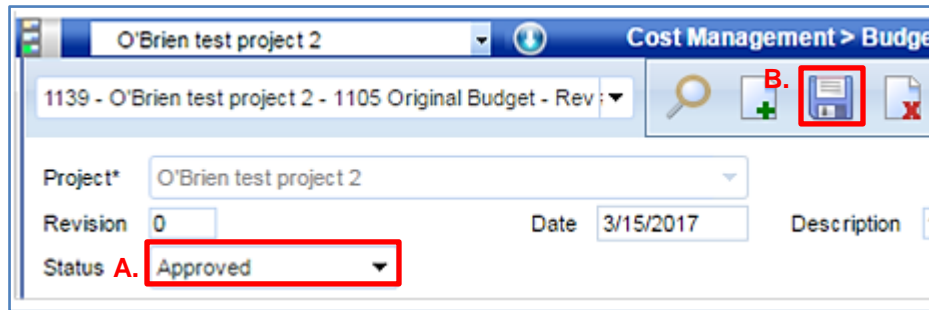 O'Brien test project 2 Cost Management > Budge
1139 - O'Brien test project 2 - 1105 Original Budget - Rev B.
Project* O'Brien test project 2
Revision 0 Date 3/15/2017 Description
Status A. Approved